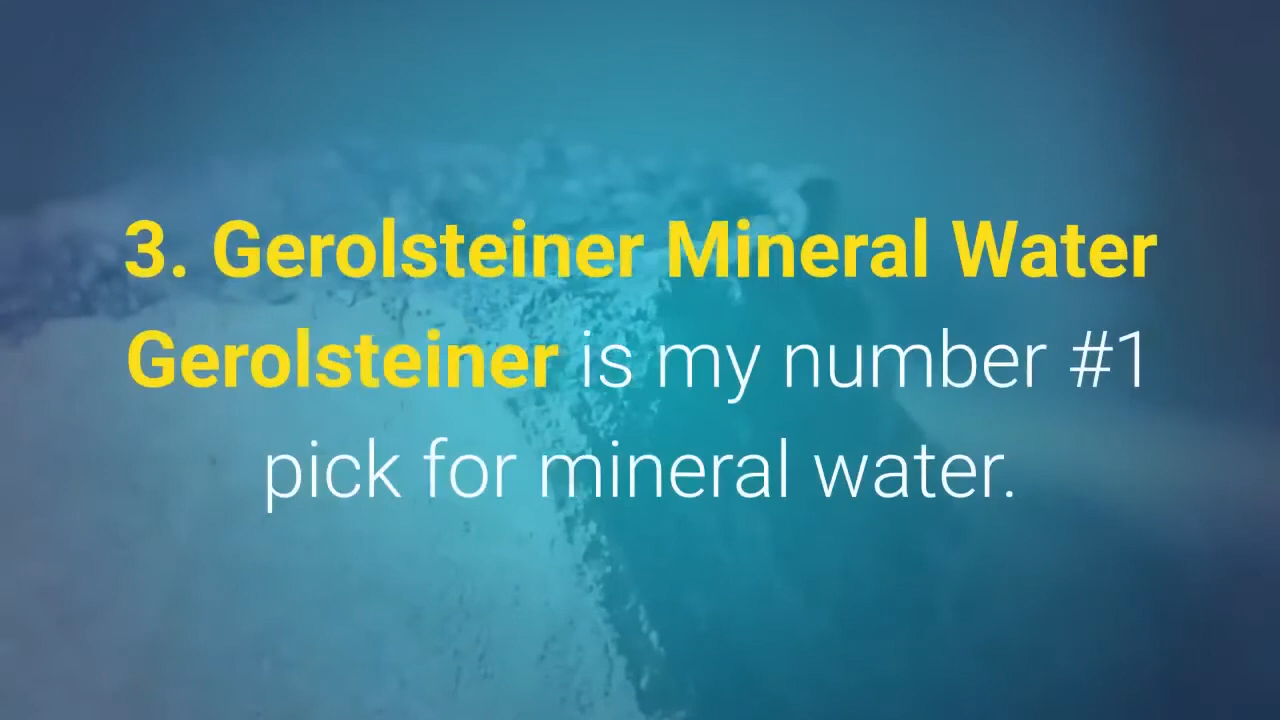 3. Gerolsteiner Mineral Water
Gerolsteiner is my number #1
pick for mineral water.